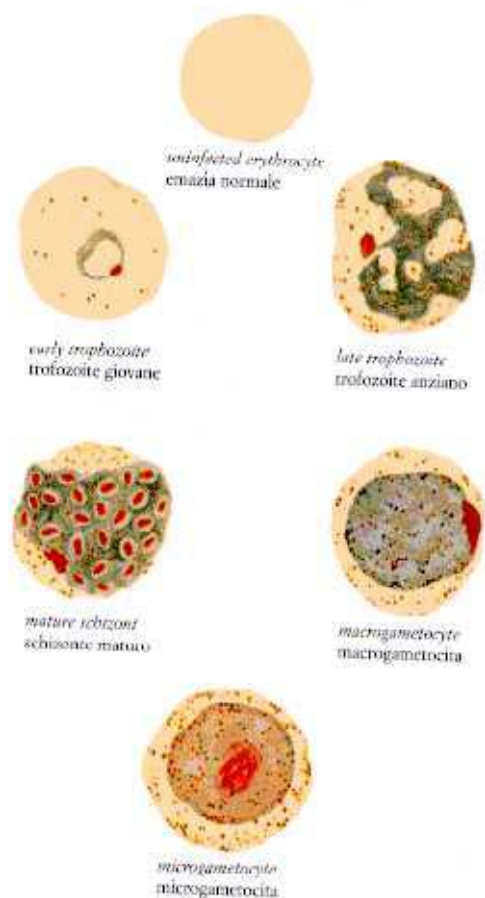 uninfected erythrocyte
emazia normale
early trophozoite
trofozoite giovane
late trophozoite
trofozoite anziano
mature schizont
schizonte maturo
macrogametocyte
macrogametocita
microgametocyte
microgametocita